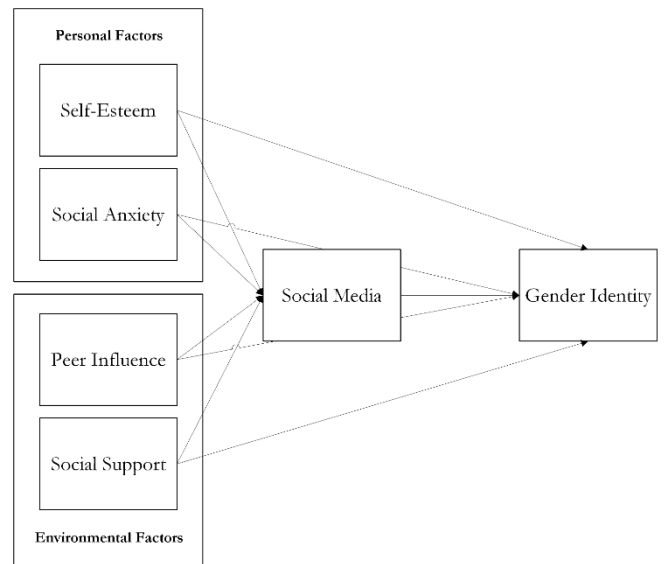 Personal Factors
Self-Esteem
Social Anxiety
Social Media
Gender Identity
Peer Influence
Social Support
Environmental Factors